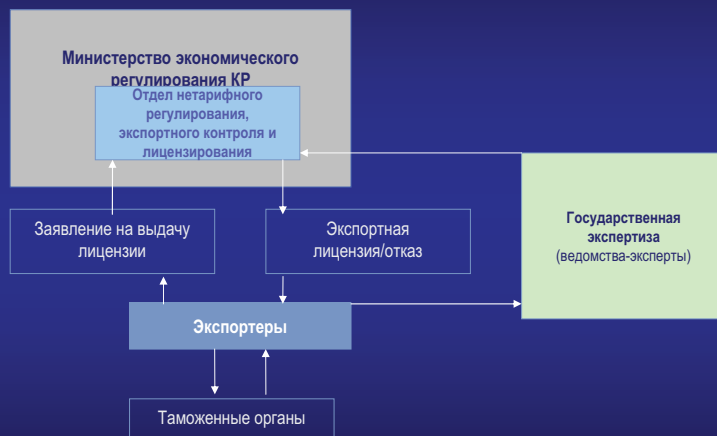 Министерство экономического
регулирования КР
Отдел нетарифного
регулирования,
экспортного контроля и
лицензирования
Заявление на выдачу
лицензии
Экспортная
лицензия/отказ
Государственная
экспертиза
(ведомства-эксперты)
Экспортеры
Таможенные органы